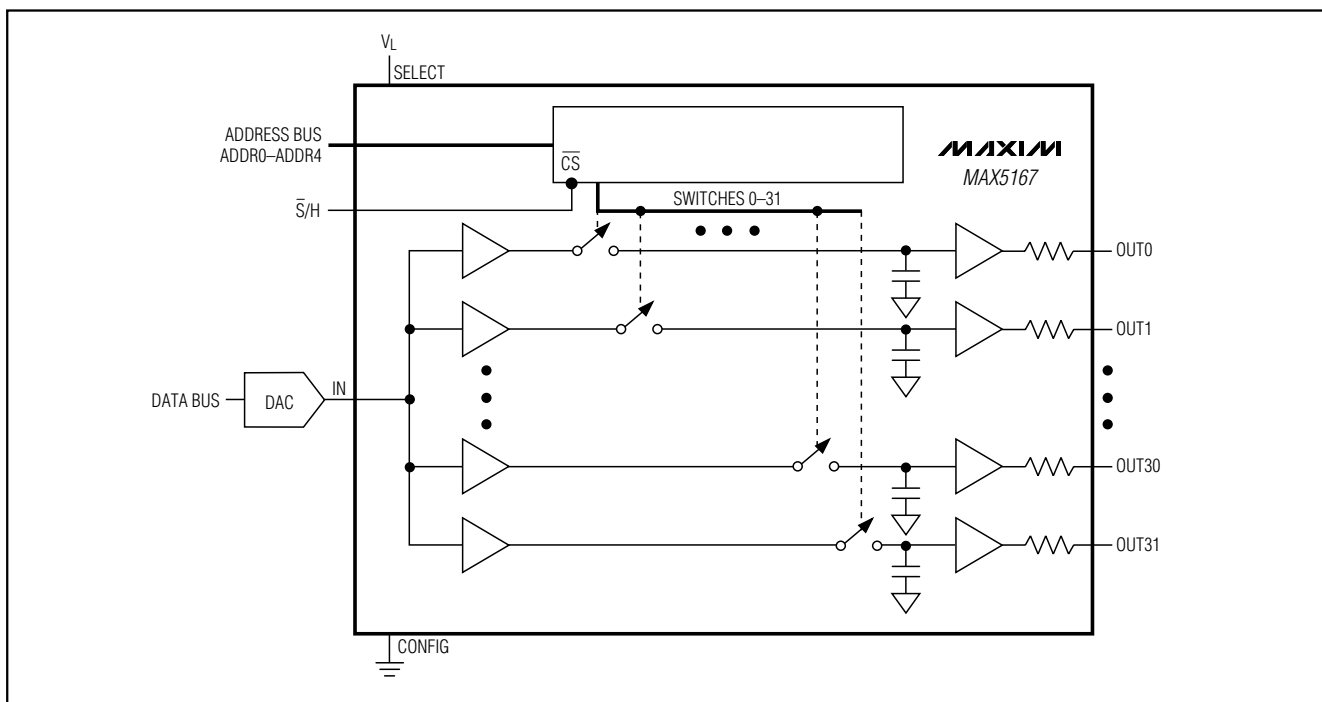 VL
SELECT
ADDRESS BUS
ADDR0–ADDR4
CS
MAXIM
MAX5167
S/H
SWITCHES 0–31
OUT0
OUT1
DATA BUS
DAC
IN
OUT30
OUT31
CONFIG